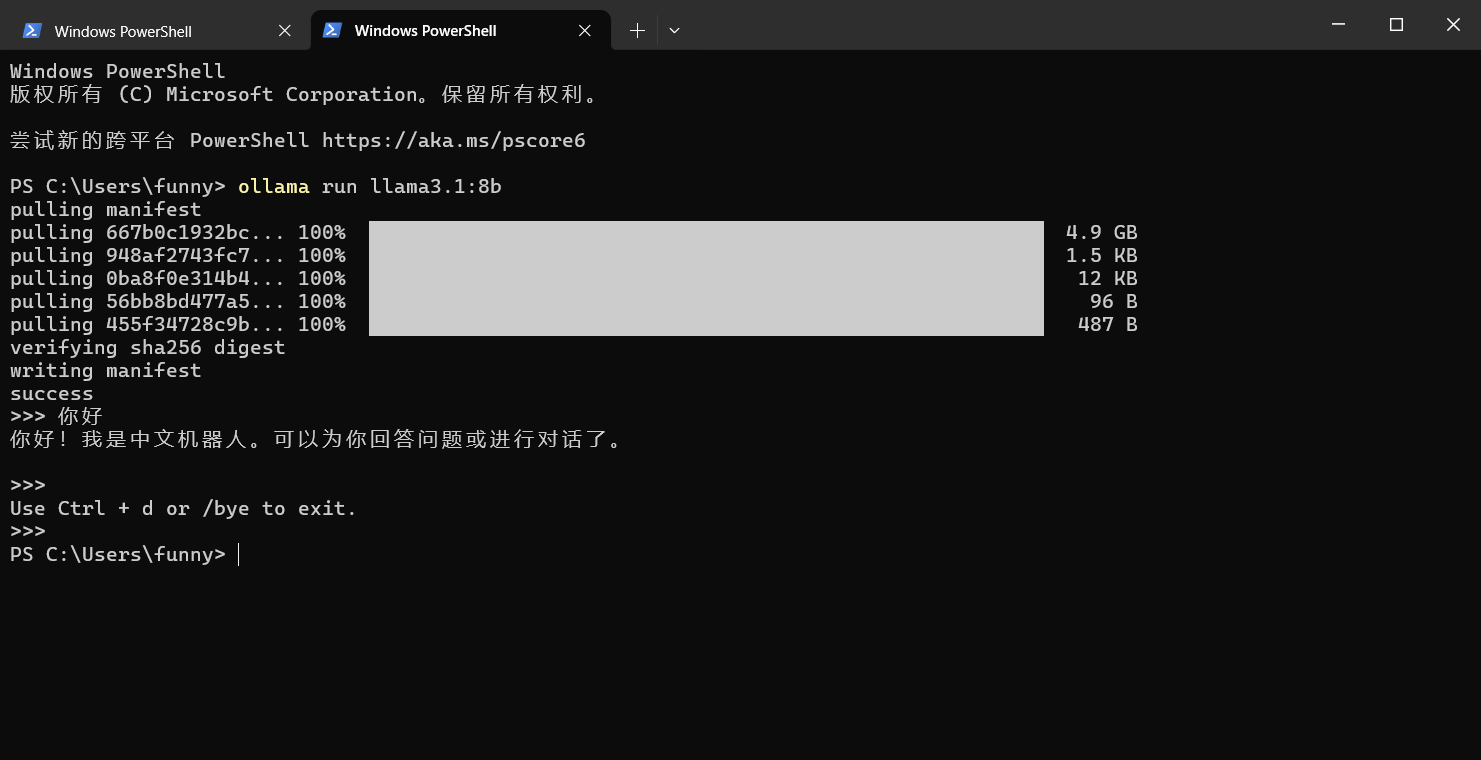 Windows PowerShell
Windows PowerShell
Windows PowerShell
版权所有 (C) Microsoft Corporation。保留所有权利。
尝试新的跨平台 PowerShell https://aka.ms/pscore6
PS C:\Users\funny> ollama run llama3.1:8b
pulling manifest
pulling 667b0c1932bc... 100% 4.9 GB
pulling 948af2743fc7... 100% 1.5 KB
pulling 0ba8f0e314b4... 100% 12 KB
pulling 56bb8bd477a5... 100% 96 B
pulling 455f34728c9b... 100% 487 B
verifying sha256 digest
writing manifest
success
>>> 你好
你好！我是中文机器人。可以为你回答问题或进行对话了。
>>>
Use Ctrl + d or /bye to exit.
>>>
PS C:\Users\funny>